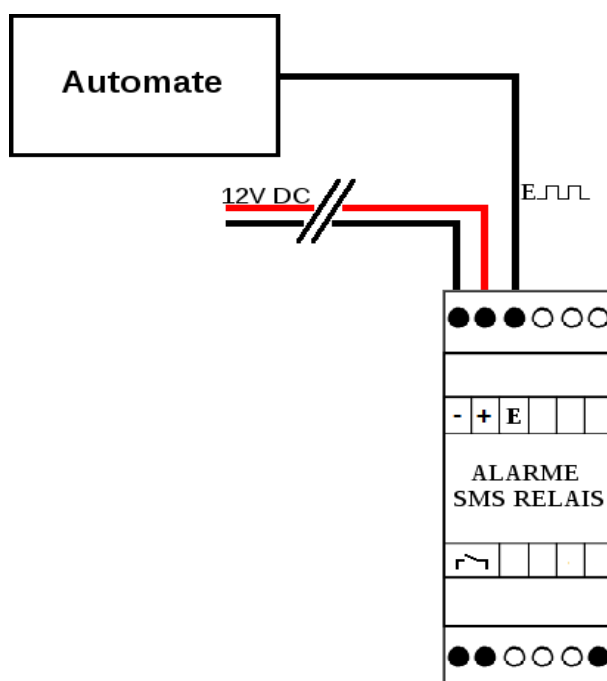 Automate
12V DC
E
- + E
ALARME
SMS RELAIS